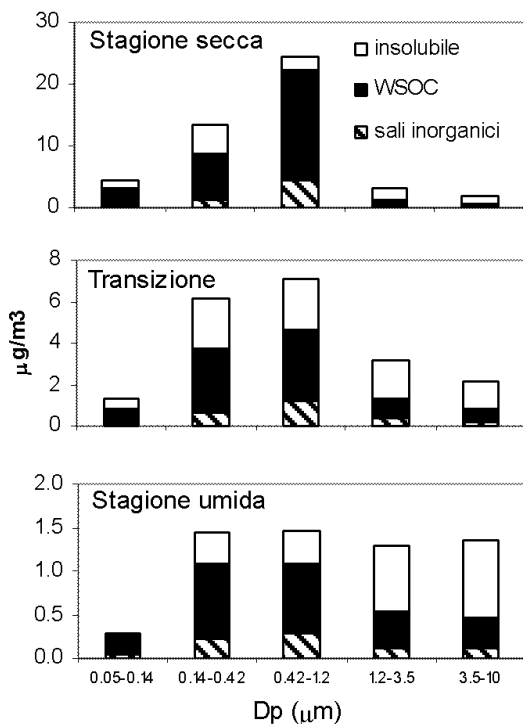 Stagione secca
insolubile
WSOC
sali inorganici
30
20
10
0
Transizione
8
6
4
2
0
μg/m3
Stagione umida
2.0
1.5
1.0
0.5
0.0
0.05-0.14 0.14-0.42 0.42-1.2 1.2-3.5 3.5-10
Dp (μm)